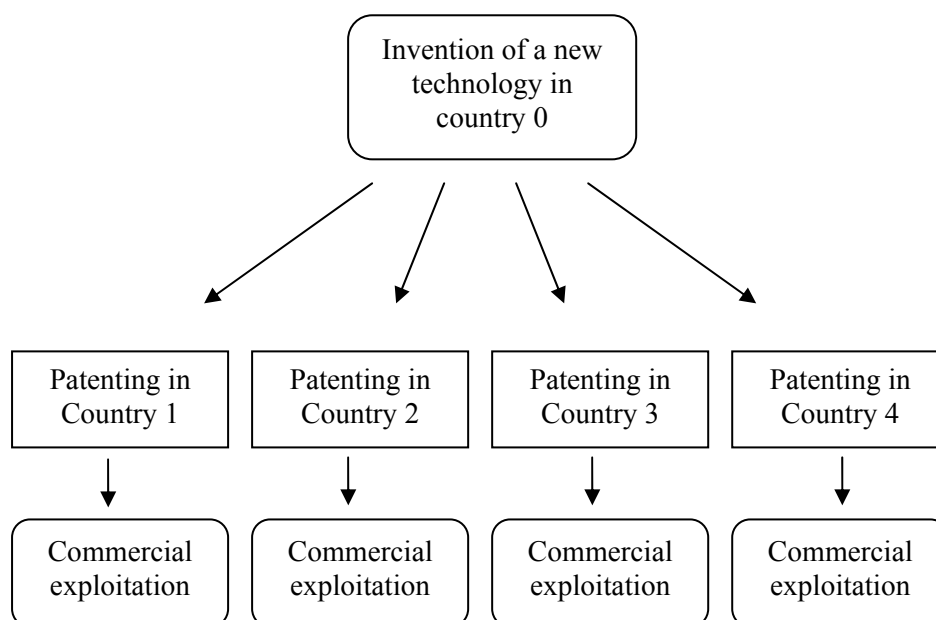 Invention of a new
technology in
country 0
Patenting in
Country 1
Patenting in
Country 2
Patenting in
Country 3
Patenting in
Country 4
Commercial
exploitation
Commercial
exploitation
Commercial
exploitation
Commercial
exploitation